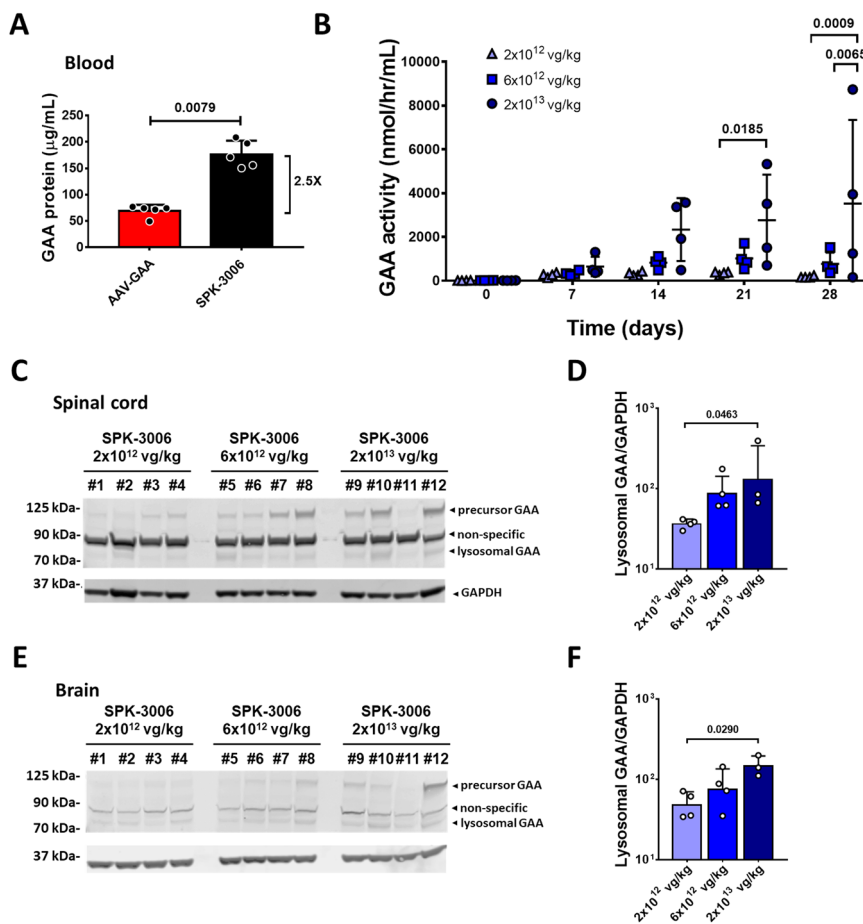 A
Blood
GAA protein (µg/mL)
250
200
150
100
50
0
0.0079
2.5X
AAV-GAA
SPK-3006
B
GAA activity (nmol/hr/mL)
10000
8000
6000
4000
2000
0
2x10¹² vg/kg
6x10¹² vg/kg
2x10¹³ vg/kg
0.0185
0.0009
0.0065
0 7 14 21 28
Time (days)
C
Spinal cord
SPK-3006 SPK-3006 SPK-3006
2x10¹² vg/kg 6x10¹² vg/kg 2x10¹³ vg/kg
#1 #2 #3 #4 #5 #6 #7 #8 #9 #10 #11 #12
125 kDa-
90 kDa-
70 kDa-
37 kDa-
precursor GAA
non-specific
lysosomal GAA
GAPDH
D
Lysosomal GAA/GAPDH
10³
10²
10¹
0.0463
2x10¹² vg/kg
6x10¹² vg/kg
2x10¹³ vg/kg
E
Brain
SPK-3006 SPK-3006 SPK-3006
2x10¹² vg/kg 6x10¹² vg/kg 2x10¹³ vg/kg
#1 #2 #3 #4 #5 #6 #7 #8 #9 #10 #11 #12
125 kDa-
90 kDa-
70 kDa-
37 kDa-
precursor GAA
non-specific
lysosomal GAA
F
Lysosomal GAA/GAPDH
10³
10²
10¹
0.0290
2x10¹² vg/kg
6x10¹² vg/kg
2x10¹³ vg/kg